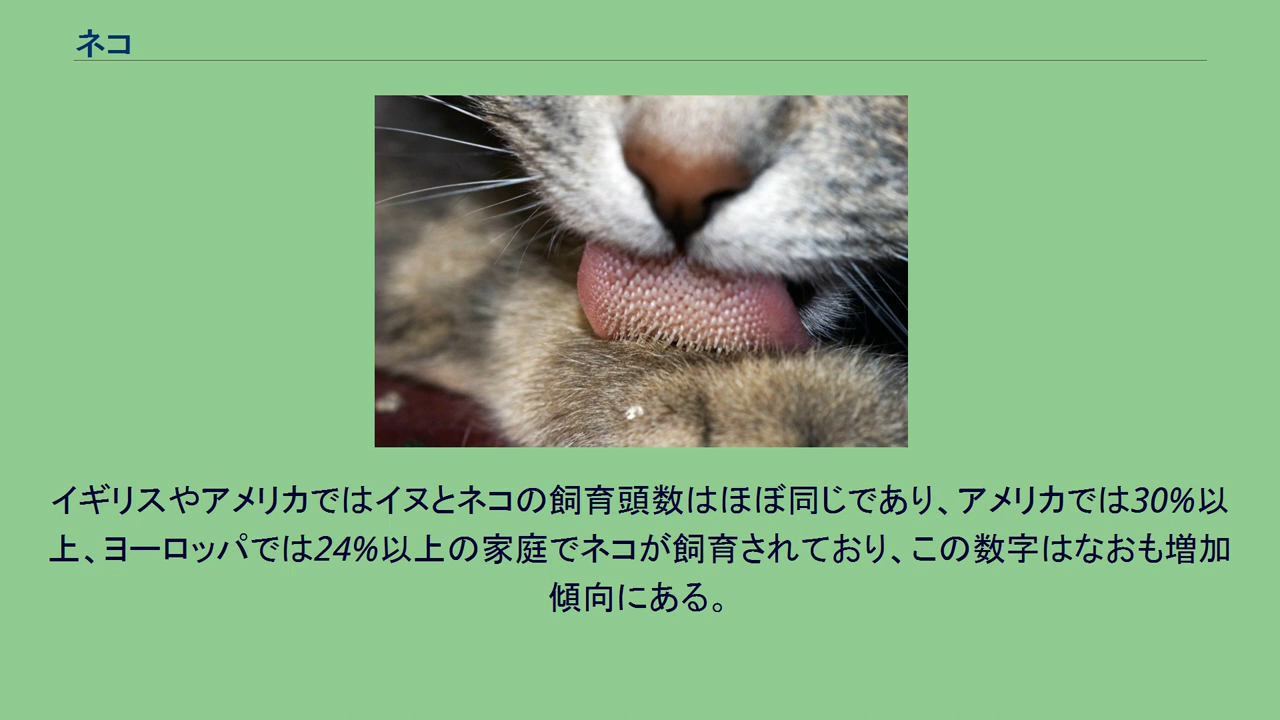 ネコ
イギリスやアメリカではイヌとネコの飼育頭数はほぼ同じであり、アメリカでは30%以
上、ヨーロッパでは24%以上の家庭でネコが飼育されており、この数字はなおも増加
傾向にある。